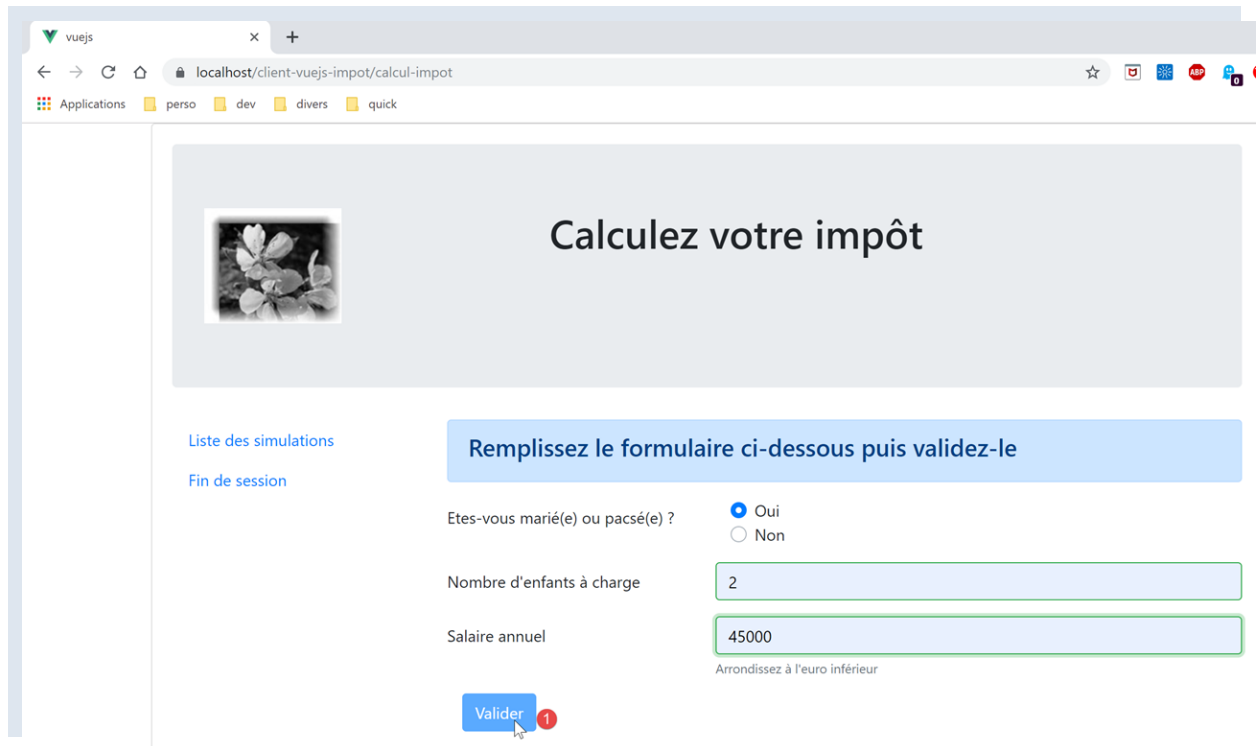 vuejs
localhost/client-vuejs-impot/calcul-impot
ABP
0
Applications perso dev divers quick
Calculez votre impôt
Liste des simulations
Fin de session
Remplissez le formulaire ci-dessous puis validez-le
Etes-vous marié(e) ou pacsé(e) ?
Oui
Non
Nombre d'enfants à charge
2
Salaire annuel
45000
Arrondissez à l'euro inférieur
Valider
1